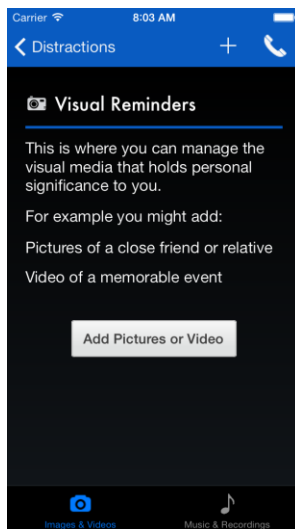 Carrier 8:03 AM
Distractions
Visual Reminders
This is where you can manage the
visual media that holds personal
significance to you.
For example you might add:
Pictures of a close friend or relative
Video of a memorable event
Add Pictures or Video
Images & Videos Music & Recordings